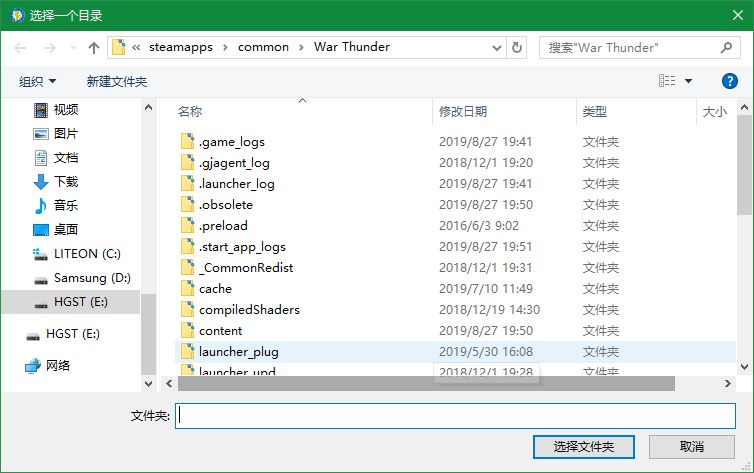 选择一个目录
« steamapps › common › War Thunder
搜索"War Thunder"
组织 新建文件夹
视频
图片
文档
下载
音乐
桌面
LITEON (C:)
Samsung (D:)
HGST (E:)
HGST (E:)
网络
名称 修改日期 类型 大小
.game_logs 2019/8/27 19:41 文件夹
.gjagent_log 2018/12/1 19:20 文件夹
.launcher_log 2019/8/27 19:41 文件夹
.obsolete 2019/8/27 19:50 文件夹
.preload 2016/6/3 9:02 文件夹
.start_app_logs 2019/8/27 19:51 文件夹
_CommonRedist 2018/12/1 19:31 文件夹
cache 2019/7/10 11:49 文件夹
compiledShaders 2018/12/19 14:30 文件夹
content 2019/8/27 19:50 文件夹
launcher_plug 2019/5/30 16:08 文件夹
launcher_upd 2018/12/1 19:28 文件夹
文件夹:
选择文件夹 取消